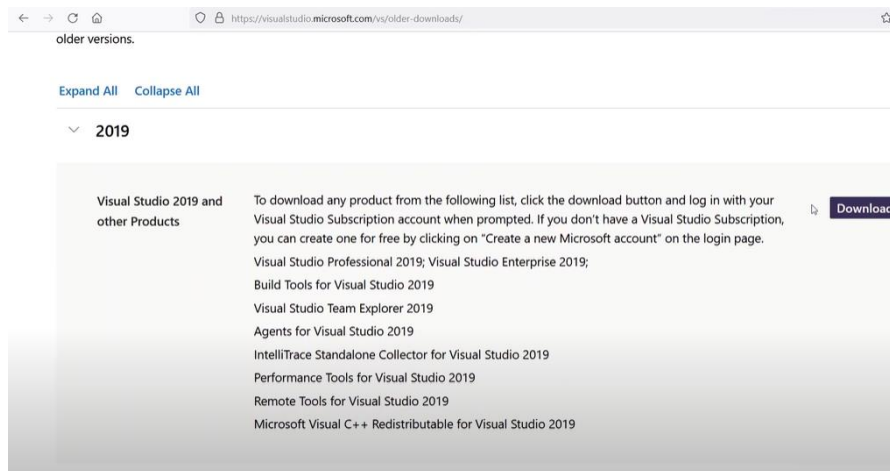 https://visualstudio.microsoft.com/vs/older-downloads/
older versions.
Expand All Collapse All
2019
Visual Studio 2019 and
other Products
To download any product from the following list, click the download button and log in with your
Visual Studio Subscription account when prompted. If you don't have a Visual Studio Subscription,
you can create one for free by clicking on "Create a new Microsoft account" on the login page.
Visual Studio Professional 2019; Visual Studio Enterprise 2019;
Build Tools for Visual Studio 2019
Visual Studio Team Explorer 2019
Agents for Visual Studio 2019
IntelliTrace Standalone Collector for Visual Studio 2019
Performance Tools for Visual Studio 2019
Remote Tools for Visual Studio 2019
Microsoft Visual C++ Redistributable for Visual Studio 2019
Download